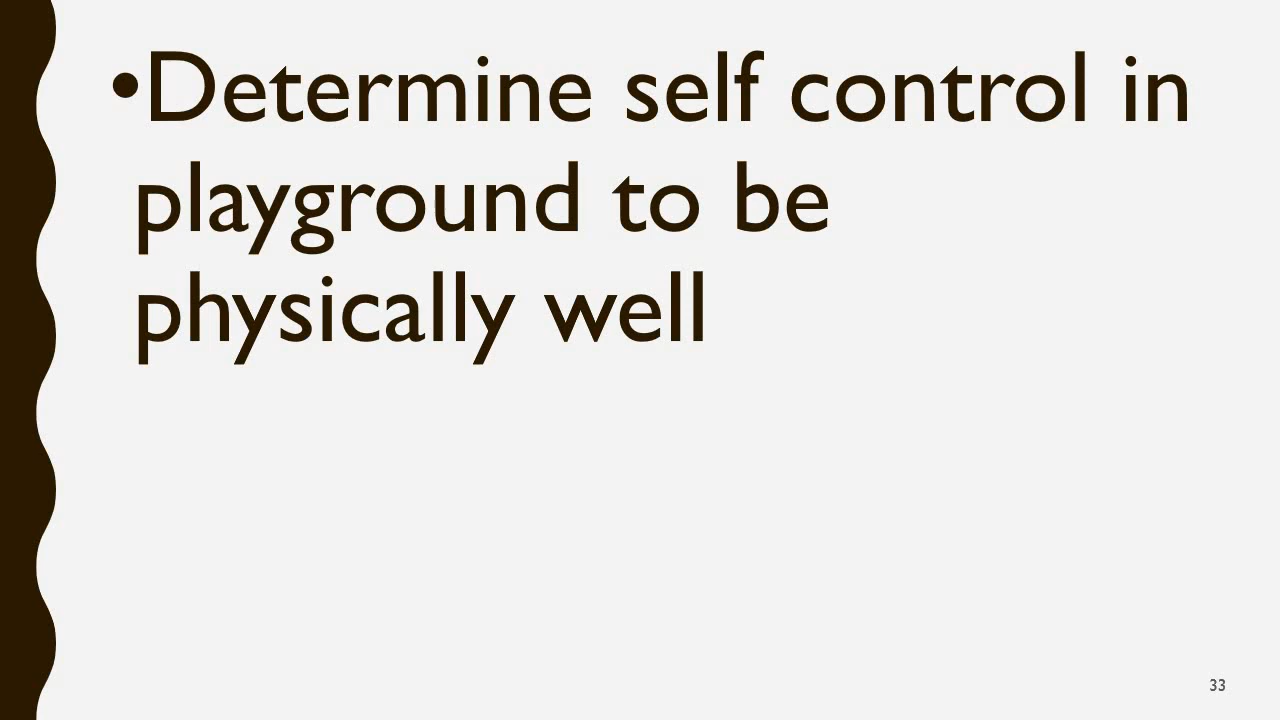 •Determine self control in
playground to be
physically well
33